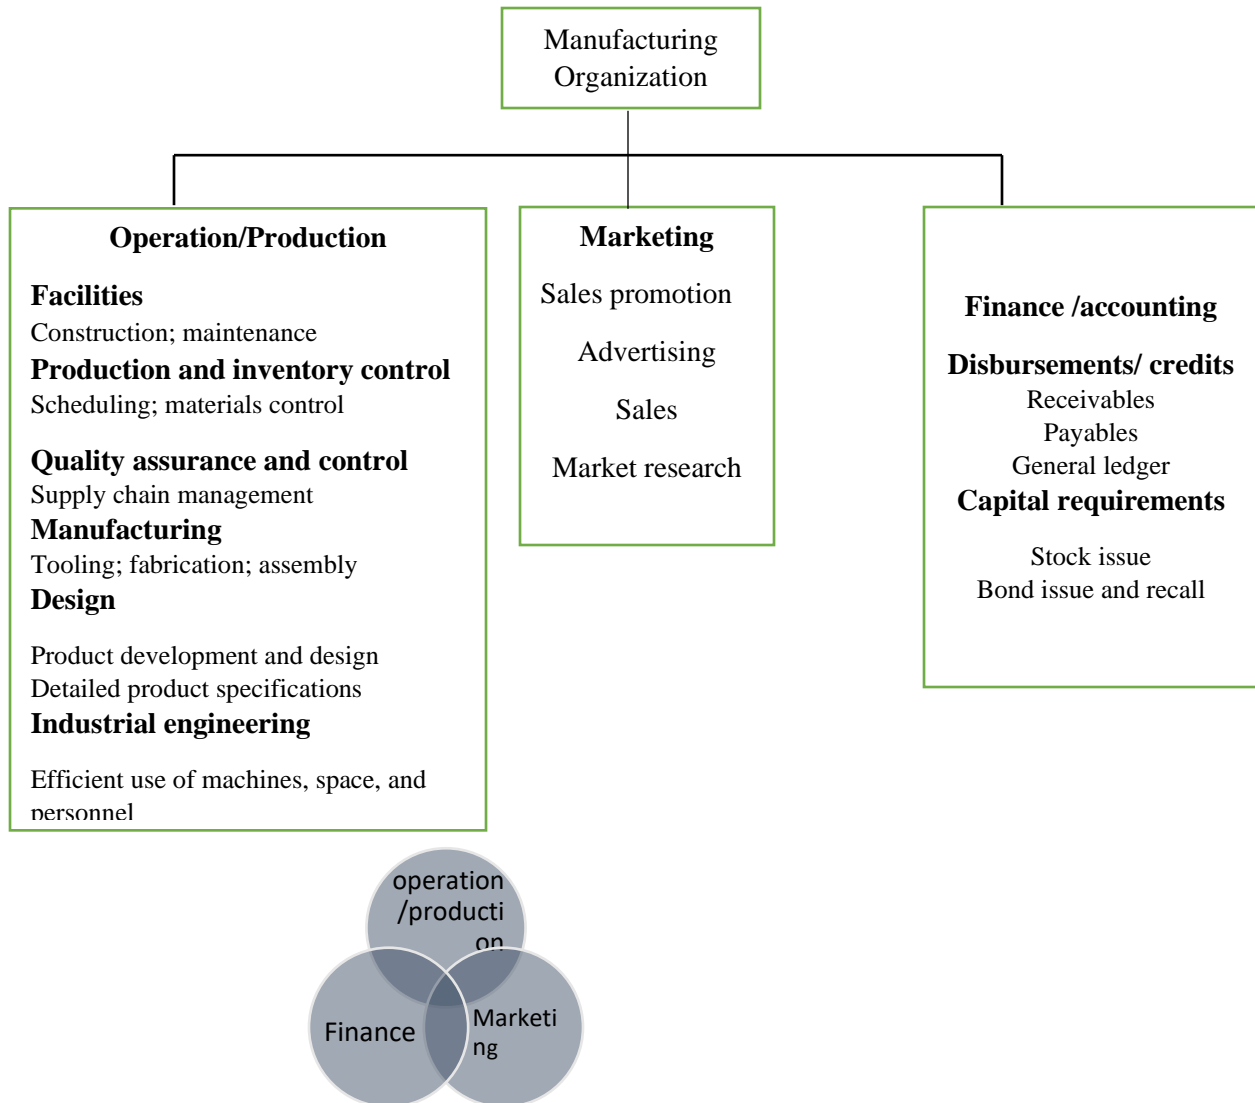 Manufacturing
Organization
Operation/Production
Facilities
Construction; maintenance
Production and inventory control
Scheduling; materials control
Quality assurance and control
Supply chain management
Manufacturing
Tooling; fabrication; assembly
Design
Product development and design
Detailed product specifications
Industrial engineering
Efficient use of machines, space, and
personnel
Marketing
Sales promotion
Advertising
Sales
Market research
Finance /accounting
Disbursements/ credits
Receivables
Payables
General ledger
Capital requirements
Stock issue
Bond issue and recall
operation
/producti
on
Finance
Marketi
ng